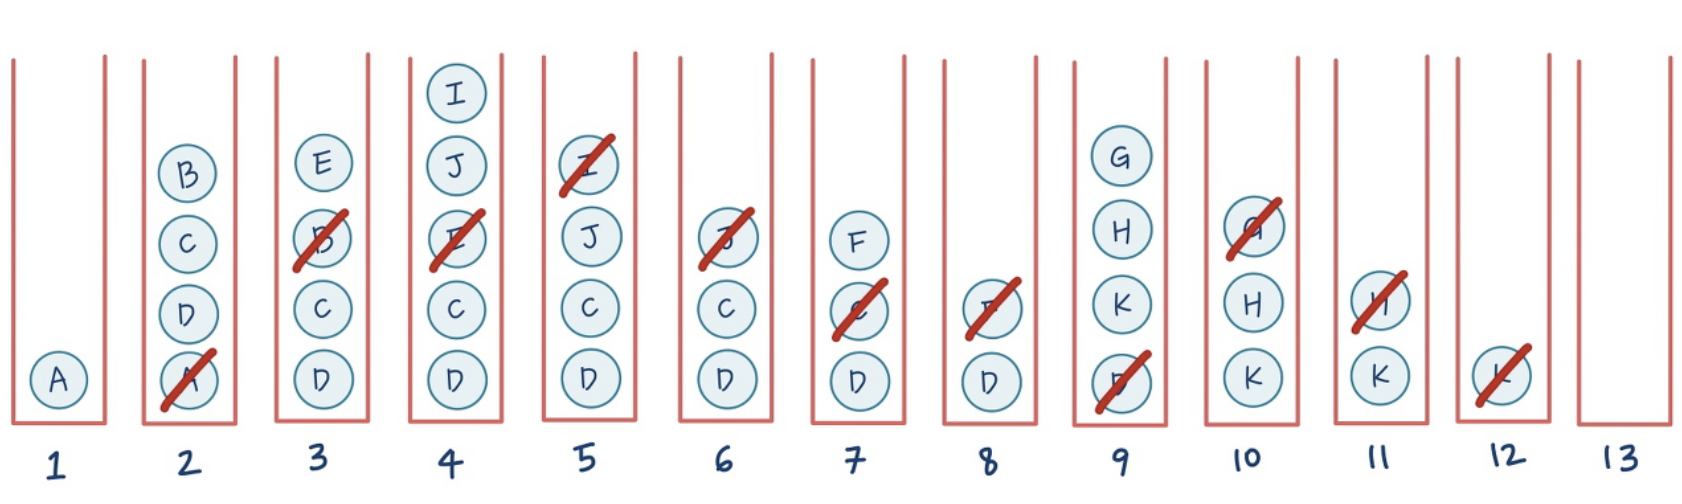 I
G
B E J I
F
H
C B E J J G
C H
D C C C C F K H
A A D D D D D D D K K K
1 2 3 4 5 6 7 8 9 10 11 12 13